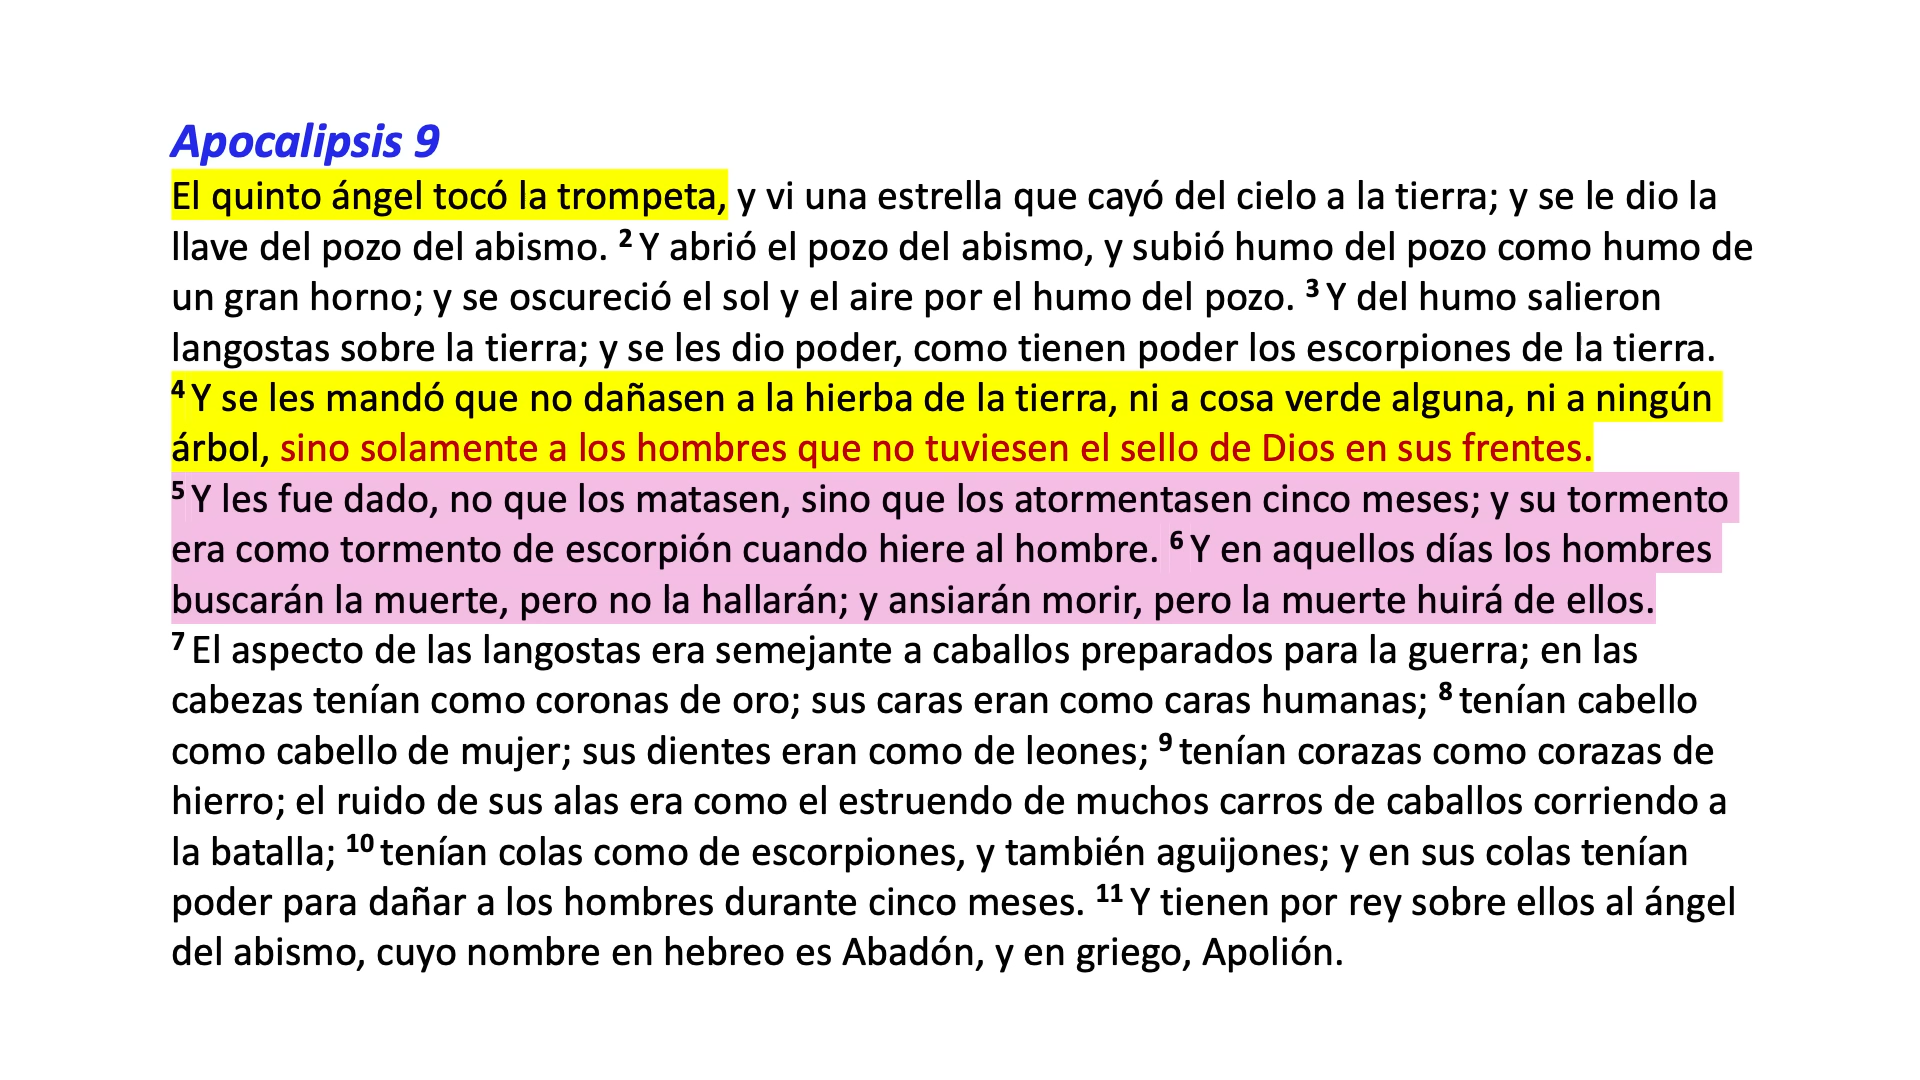 Apocalipsis 9
El quinto ángel tocó la trompeta, y vi una estrella que cayó del cielo a la tierra; y se le dio la
llave del pozo del abismo. 2 Y abrió el pozo del abismo, y subió humo del pozo como humo de
un gran horno; y se oscureció el sol y el aire por el humo del pozo. 3 Y del humo salieron
langostas sobre la tierra; y se les dio poder, como tienen poder los escorpiones de la tierra.
4 Y se les mandó que no dañasen a la hierba de la tierra, ni a cosa verde alguna, ni a ningún
árbol, sino solamente a los hombres que no tuviesen el sello de Dios en sus frentes.
5 Y les fue dado, no que los matasen, sino que los atormentasen cinco meses; y su tormento
era como tormento de escorpión cuando hiere al hombre. 6 Y en aquellos días los hombres
buscarán la muerte, pero no la hallarán; y ansiarán morir, pero la muerte huirá de ellos.
7 El aspecto de las langostas era semejante a caballos preparados para la guerra; en las
cabezas tenían como coronas de oro; sus caras eran como caras humanas; 8 tenían cabello
como cabello de mujer; sus dientes eran como de leones; 9 tenían corazas como corazas de
hierro; el ruido de sus alas era como el estruendo de muchos carros de caballos corriendo a
la batalla; 10 tenían colas como de escorpiones, y también aguijones; y en sus colas tenían
poder para dañar a los hombres durante cinco meses. 11 Y tienen por rey sobre ellos al ángel
del abismo, cuyo nombre en hebreo es Abadón, y en griego, Apolión.